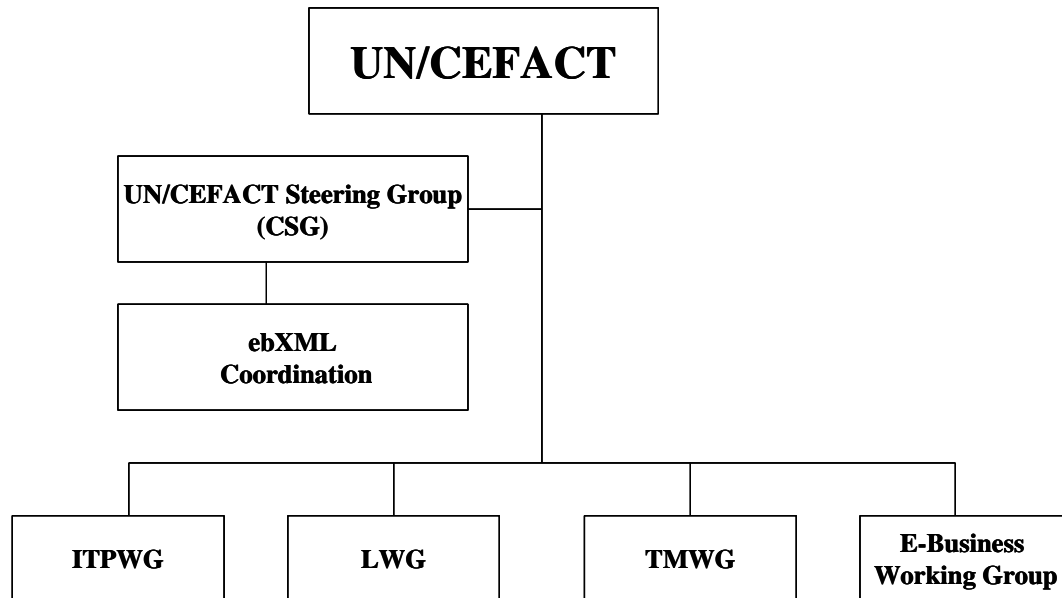 UN/CEFACT
UN/CEFACT Steering Group
(CSG)
ebXML
Coordination
ITPWG
LWG
TMWG
E-Business
Working Group